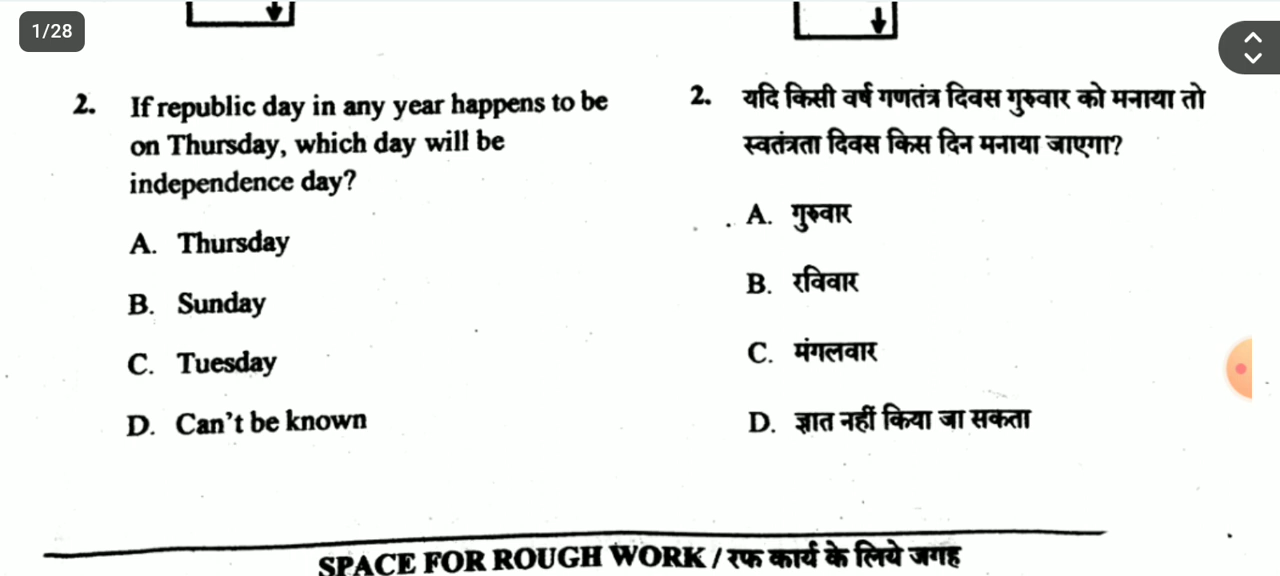 1/28
2. If republic day in any year happens to be
on Thursday, which day will be
independence day?
A. Thursday
B. Sunday
C. Tuesday
D. Can't be known
2. यदि किसी वर्ष गणतंत्र दिवस गुरुवार को मनाया तो
स्वतंत्रता दिवस किस दिन मनाया जाएगा?
A. गुरुवार
B. रविवार
C. मंगलवार
D. ज्ञात नहीं किया जा सकता
SPACE FOR ROUGH WORK / रफ कार्य के लिये जगह